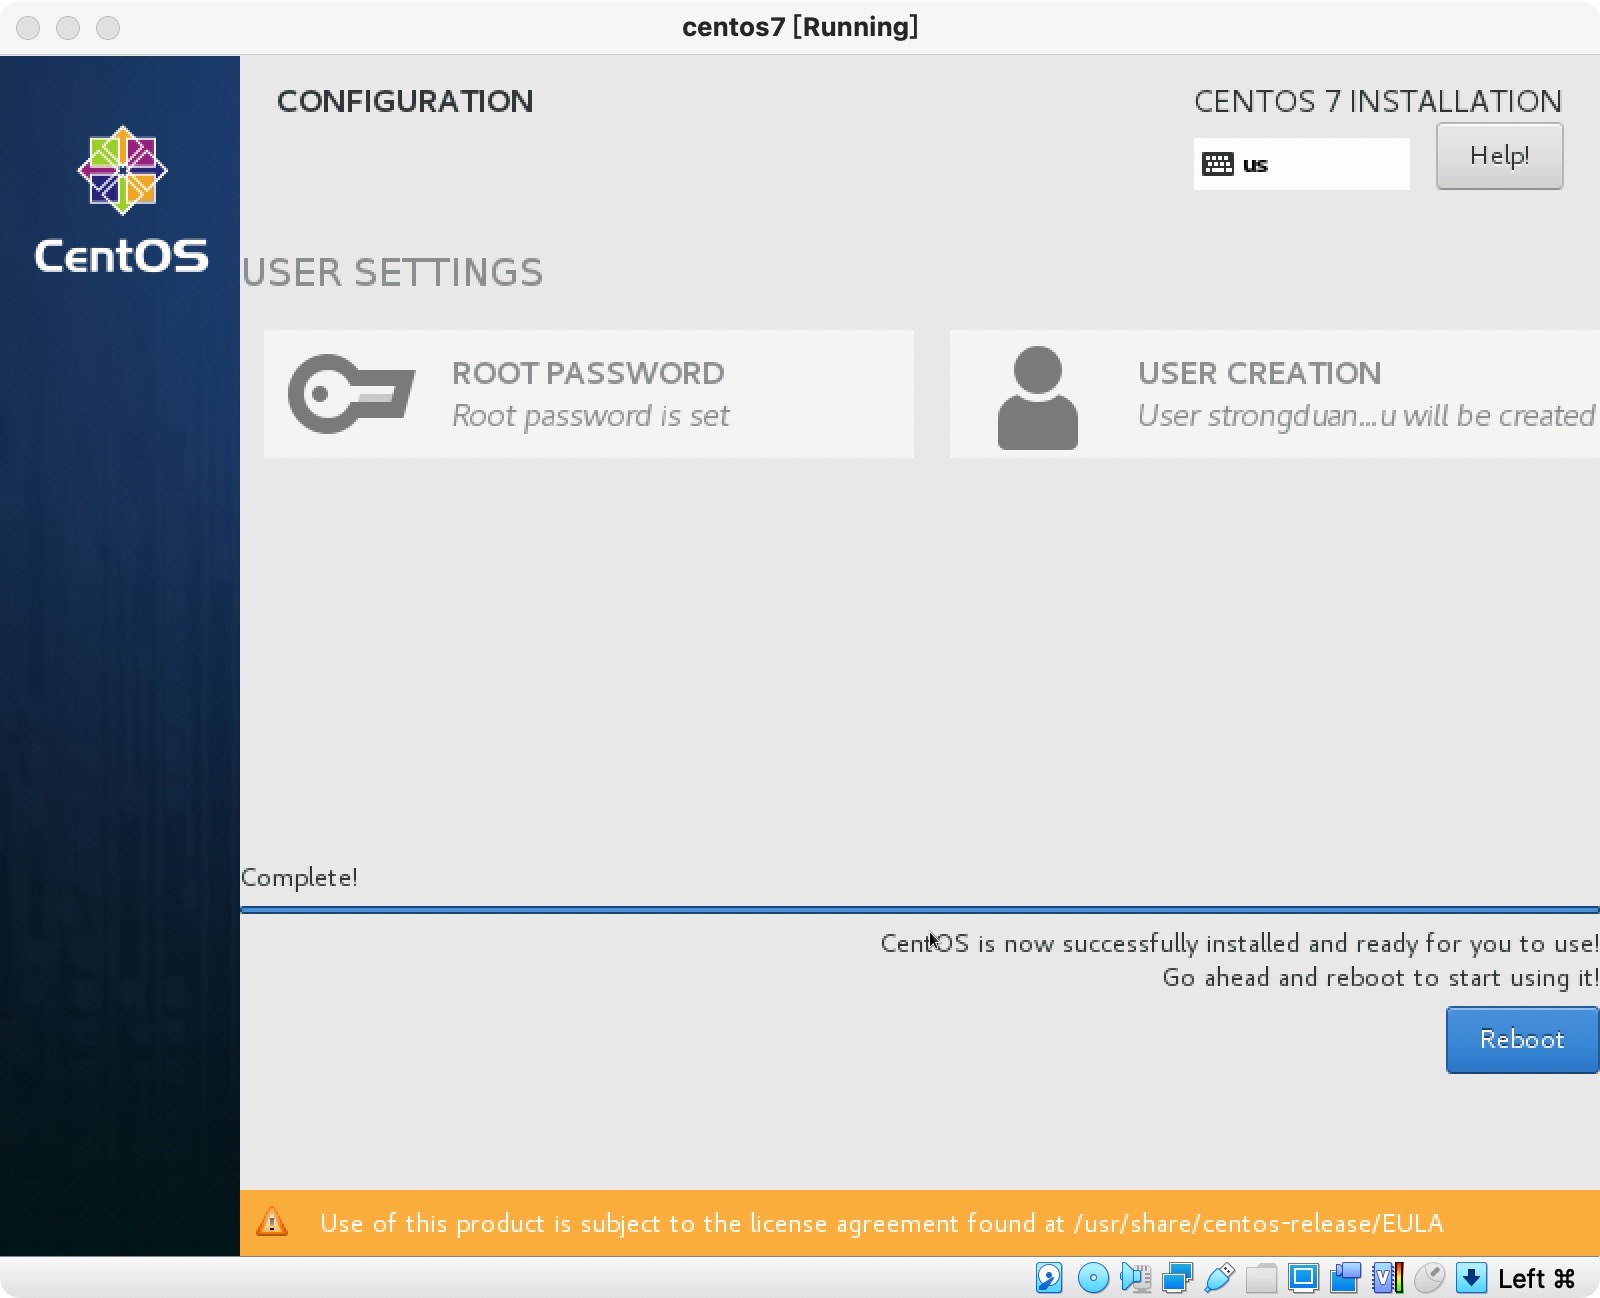 centos7 [Running]
CONFIGURATION
CENTOS 7 INSTALLATION
us
Help!
CentOS
USER SETTINGS
ROOT PASSWORD
Root password is set
USER CREATION
User strongduan...u will be created
Complete!
CentOS is now successfully installed and ready for you to use!
Go ahead and reboot to start using it!
Reboot
Use of this product is subject to the license agreement found at /usr/share/centos-release/EULA
Left ⌘